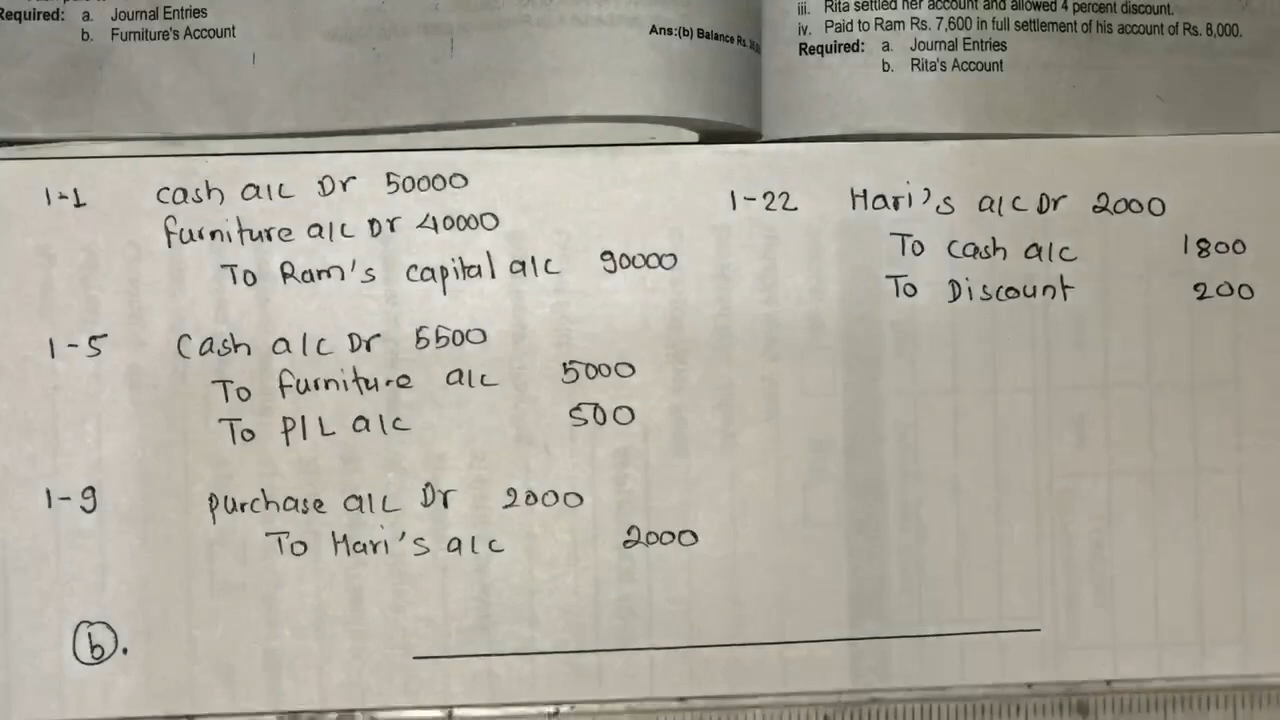 Required: a. Journal Entries
b. Furniture's Account
Ans:(b) Balance Rs.
iii. Rita settled her account and allowed 4 percent discount.
iv. Paid to Ram Rs. 7,600 in full settlement of his account of Rs. 8,000.
Required: a. Journal Entries
b. Rita's Account
1-1 cash a/c Dr 50000
furniture a/c Dr 40000
To Ram's capital a/c 90000
1-5 Cash a/c Dr 5500
To furniture a/c 5000
To P/L a/c 500
1-9 purchase a/c Dr 2000
To Hari's a/c 2000
1-22 Hari's a/c Dr 2000
To cash a/c 1800
To Discount 200
b.